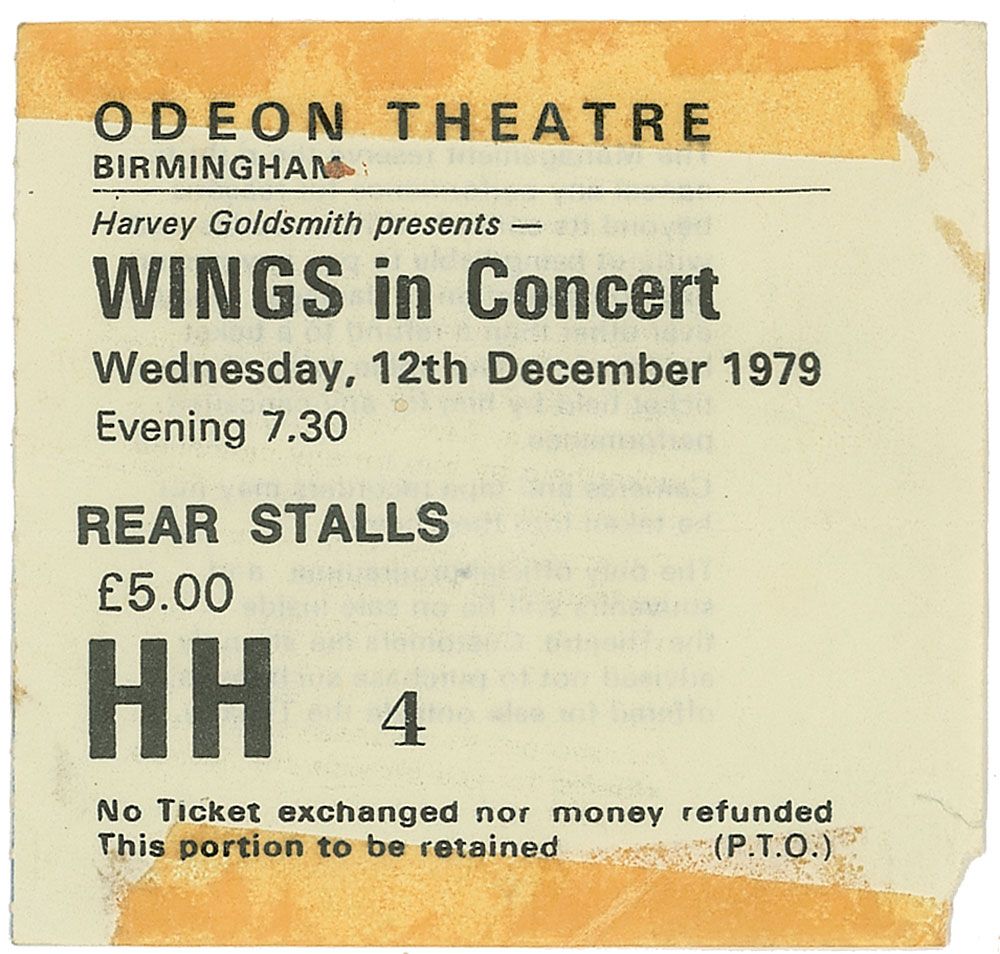 ODEON THEATRE
BIRMINGHAM
Harvey Goldsmith presents —
WINGS in Concert
Wednesday, 12th December 1979
Evening 7.30
REAR STALLS
£5.00
HH 4
No Ticket exchanged nor money refunded
This portion to be retained (P.T.O.)